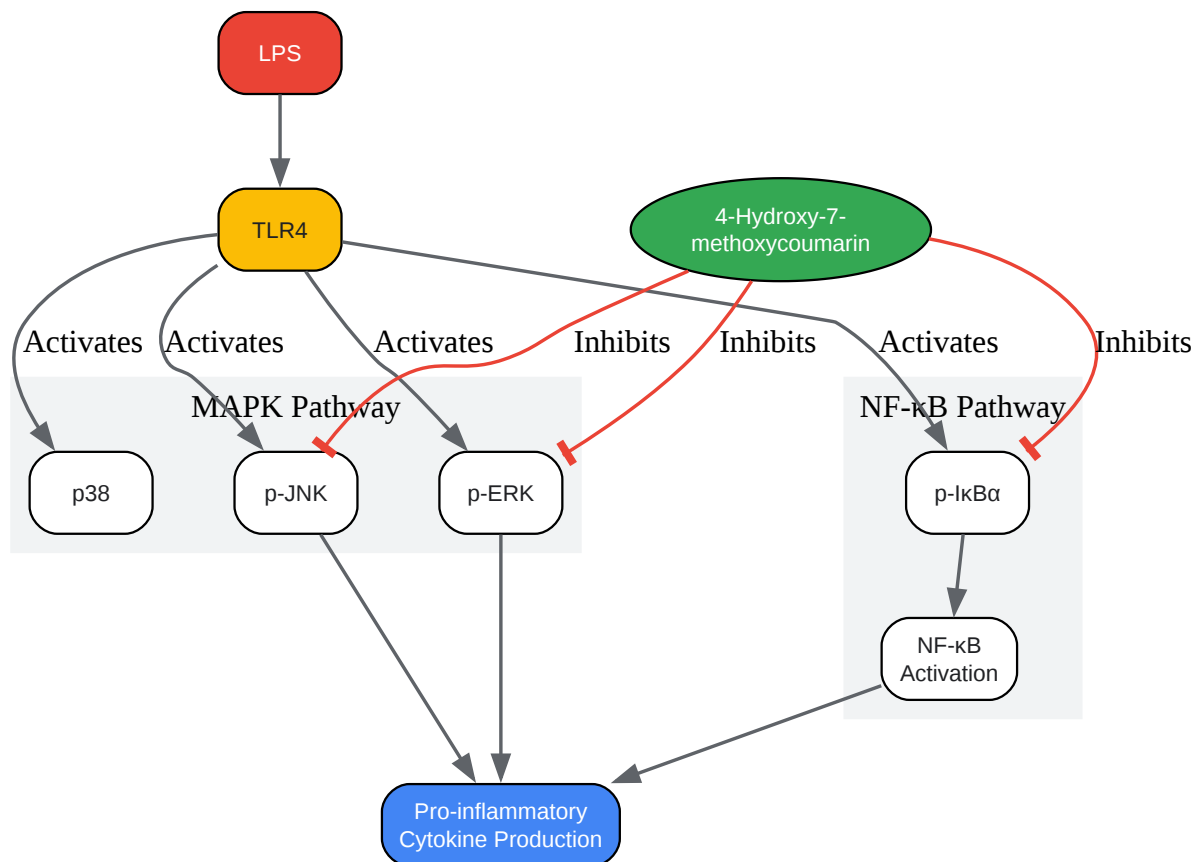 LPS
TLR4
4-Hydroxy-7-
methoxycoumarin
Activates
Activates
Activates
Inhibits
Inhibits
Activates
Inhibits
MAPK Pathway
NF-κB Pathway
p38
p-JNK
p-ERK
p-IκBα
NF-κB
Activation
Pro-inflammatory
Cytokine Production